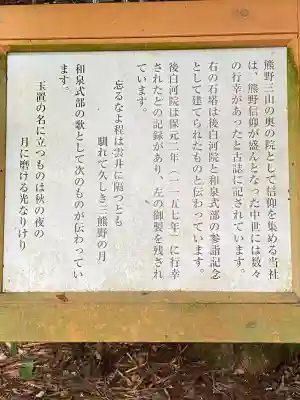 熊野三山の奥の院として信仰を集める当社
は、熊野信仰が盛んとなった中世には数々
の行幸があったと古誌に記されています。
右の石塔は後白河院と和泉式部の参詣記念
として建てられたものと伝わっています。
後白河院は保元二年（一一五七年）に行幸
されたとの記録があり、左の御製を残され
ています。
忘るなよ程は雲井に隔つとも
馴れて久しき三熊野の月
和泉式部の歌として次のものが伝わってい
ます。
玉置の名に立つものは秋の夜の
月に磨ける光なりけり